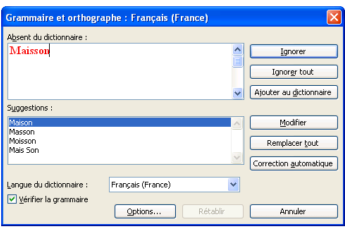 Grammaire et orthographe : Français (France)
Absent du dictionnaire :
Maisson
Ignorer
Ignorer tout
Ajouter au dictionnaire
Suggestions :
Maison
Masson
Moisson
Mais Son
Modifier
Remplacer tout
Correction automatique
Langue du dictionnaire :
Français (France)
Vérifier la grammaire
Options...
Rétablir
Annuler